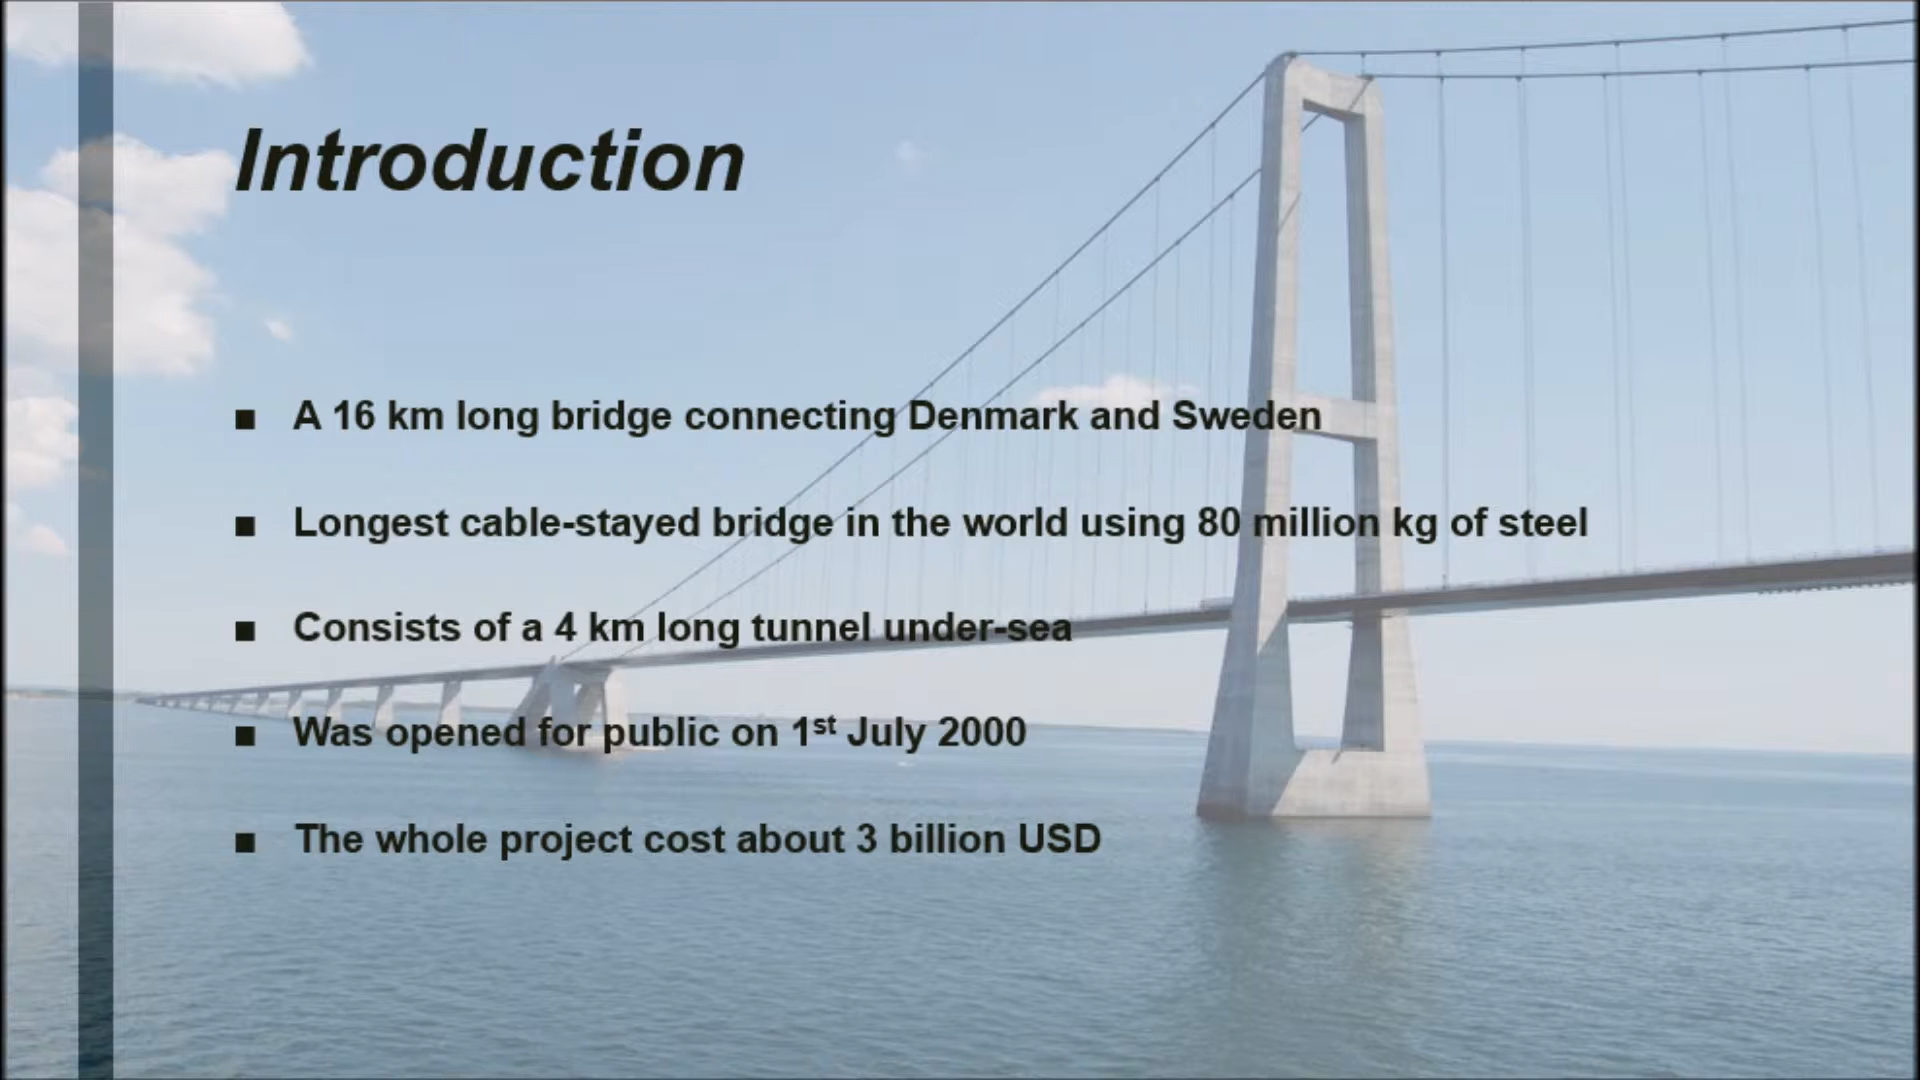 Introduction
■ A 16 km long bridge connecting Denmark and Sweden
■ Longest cable-stayed bridge in the world using 80 million kg of steel
■ Consists of a 4 km long tunnel under-sea
■ Was opened for public on 1st July 2000
■ The whole project cost about 3 billion USD